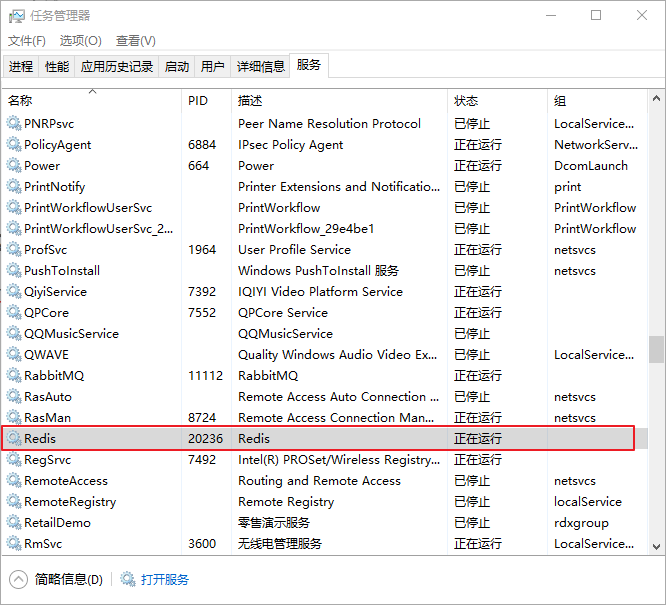 任务管理器
文件(F) 选项(O) 查看(V)
进程 性能 应用历史记录 启动 用户 详细信息 服务
名称 PID 描述 状态 组
PNRPsvc Peer Name Resolution Protocol 已停止 LocalService...
PolicyAgent 6884 IPsec Policy Agent 正在运行 NetworkServ...
Power 664 Power 正在运行 DcomLaunch
PrintNotify Printer Extensions and Notificatio... 已停止 print
PrintWorkflowUserSvc PrintWorkflow 已停止 PrintWorkflow
PrintWorkflowUserSvc_2... PrintWorkflow_29e4be1 已停止 PrintWorkflow
ProfSvc 1964 User Profile Service 正在运行 netsvcs
PushToInstall Windows PushToInstall 服务 已停止 netsvcs
QiyiService 7392 IQIYI Video Platform Service 正在运行
QPCore 7552 QPCore Service 正在运行
QQMusicService QQMusicService 已停止
QWAVE Quality Windows Audio Video Ex... 已停止 LocalService...
RabbitMQ 11112 RabbitMQ 正在运行
RasAuto Remote Access Auto Connection ... 已停止 netsvcs
RasMan 8724 Remote Access Connection Man... 正在运行 netsvcs
Redis 20236 Redis 正在运行
RegSrvc 7492 Intel(R) PROSet/Wireless Registry... 正在运行
RemoteAccess Routing and Remote Access 已停止 netsvcs
RemoteRegistry Remote Registry 已停止 localService
RetailDemo 零售演示服务 已停止 rdxgroup
RmSvc 3600 无线电管理服务 正在运行 LocalService...
简略信息(D) 打开服务